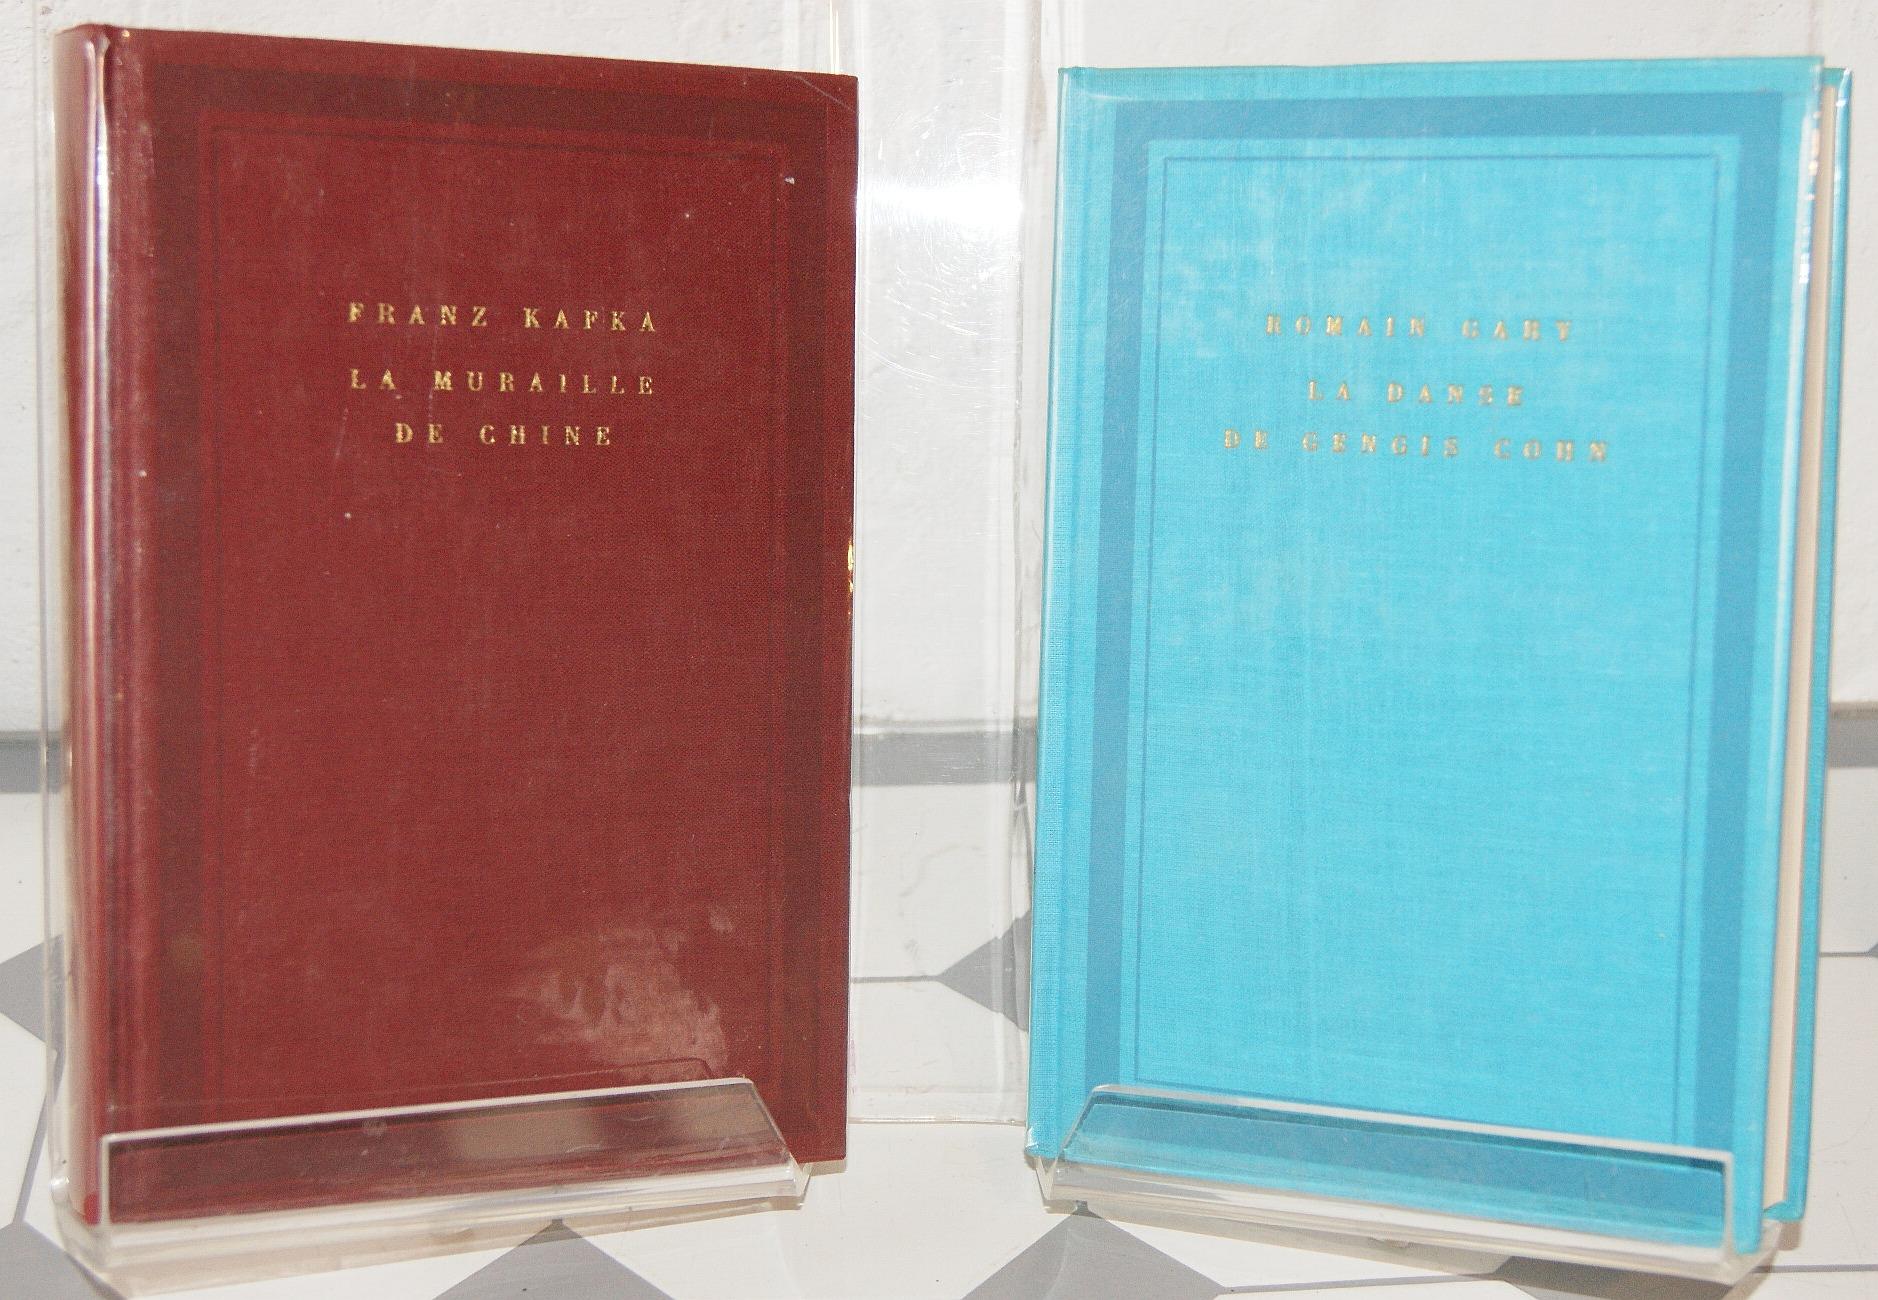 FRANZ KAFKA
LA MURAILLE
DE CHINE
ROMAIN GARY
LA DANSE
DE GENGIS COHN